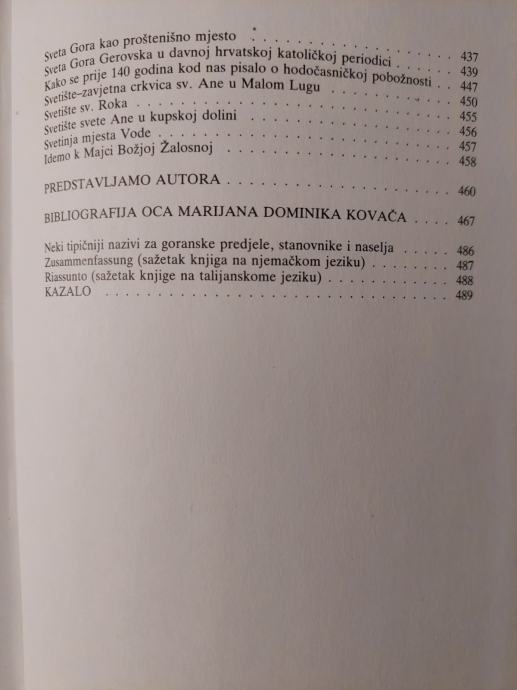 Sveta Gora kao proštenišno mjesto . . . . . . . . . . . . . . . . . . . 437
Sveta Gora Gerovska u davnoj hrvatskoj katoličkoj periodici . . . . . . 439
Kako se prije 140 godina kod nas pisalo o hodočasničkoj pobožnosti . . 447
Svetište–zavjetna crkvica sv. Ane u Malom Lugu . . . . . . . . . . . 450
Svetište sv. Roka . . . . . . . . . . . . . . . . . . . . . . . . . . 455
Svetište svete Ane u kupskoj dolini . . . . . . . . . . . . . . . . . 456
Svetinja mjesta Vode . . . . . . . . . . . . . . . . . . . . . . . . 457
Idemo k Majci Božjoj Žalosnoj . . . . . . . . . . . . . . . . . . . . 458
PREDSTAVLJAMO AUTORA . . . . . . . . . . . . . . . . . . . . 460
BIBLIOGRAFIJA OCA MARIJANA DOMINIKA KOVAČA . . . . 467
Neki tipičniji nazivi za goranske predjele, stanovnike i naselja . . . . . 486
Zusammenfassung (sažetak knjiga na njemačkom jeziku) . . . . . . . . 487
Riassunto (sažetak knjige na talijanskome jeziku) . . . . . . . . . . . 488
KAZALO . . . . . . . . . . . . . . . . . . . . . . . . . . . . . . 489